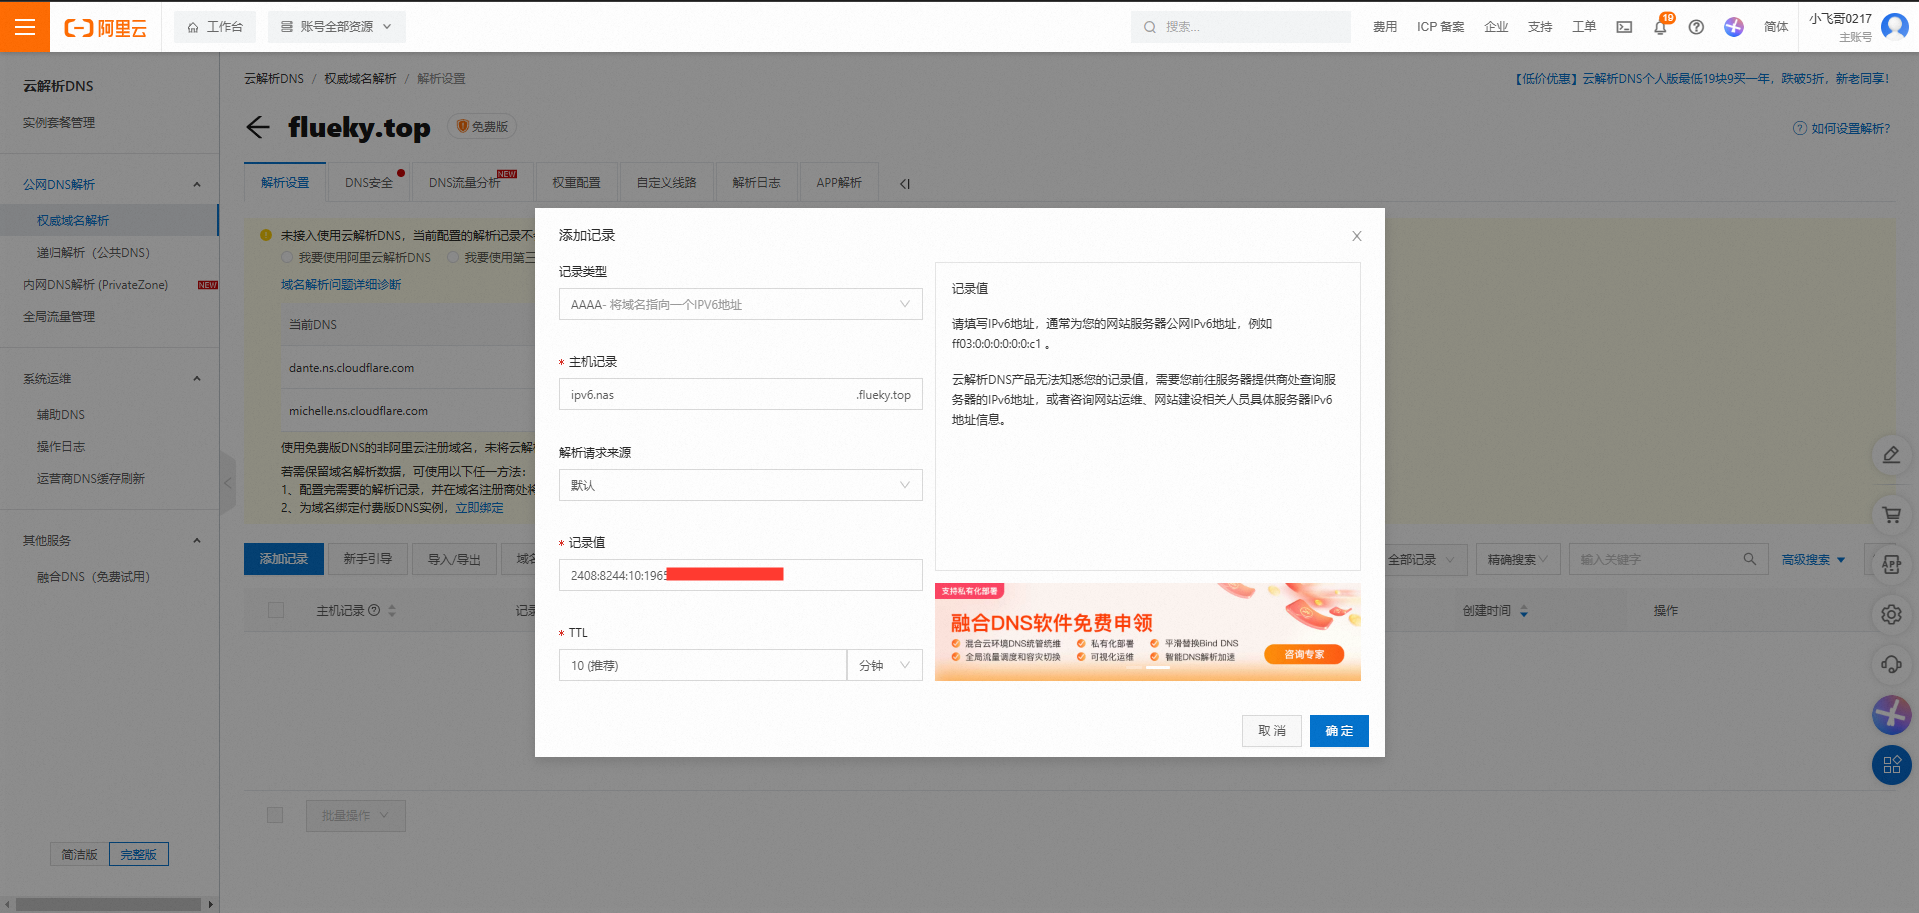 阿里云
工作台
账号全部资源
搜索...
费用
ICP 备案
企业
支持
工单
19
简体
小飞哥0217
主账号
云解析DNS
实例套餐管理
公网DNS解析
权威域名解析
递归解析（公共DNS）
内网DNS解析 (PrivateZone)
NEW
全局流量管理
系统运维
辅助DNS
操作日志
运营商DNS缓存刷新
其他服务
融合DNS（免费试用）
简洁版
完整版
云解析DNS / 权威域名解析 / 解析设置
【低价优惠】云解析DNS个人版最低19块9买一年，跌破5折，新老同享！
flueky.top
免费版
如何设置解析?
解析设置
DNS安全
DNS流量分析
NEW
权重配置
自定义线路
解析日志
APP解析
未接入使用云解析DNS，当前配置的解析记录不
我要使用阿里云解析DNS
我要使用第三
域名解析问题详细诊断
当前DNS
dante.ns.cloudflare.com
michelle.ns.cloudflare.com
使用免费版DNS的非阿里云注册域名，未将云解
若需保留域名解析数据，可使用以下任一方法：
1、配置完需要的解析记录，并在域名注册商处将
2、为域名绑定付费版DNS实例，立即绑定
添加记录
新手引导
导入/导出
域名
全部记录
精确搜索
输入关键字
高级搜索
主机记录
记录
创建时间
操作
批量操作
添加记录
X
记录类型
AAAA- 将域名指向一个IPV6地址
* 主机记录
ipv6.nas
.flueky.top
解析请求来源
默认
* 记录值
2408:8244:10:196
* TTL
10 (推荐)
分钟
记录值
请填写IPv6地址，通常为您的网站服务器公网IPv6地址，例如
ff03:0:0:0:0:0:0:c1 。
云解析DNS产品无法知悉您的记录值，需要您前往服务器提供商处查询服
务器的IPv6地址，或者咨询网站运维、网站建设相关人员具体服务器IPv6
地址信息。
支持私有化部署
融合DNS软件免费申领
混合云环境DNS统管统维
私有化部署
平滑替换Bind DNS
全局流量调度和容灾切换
可视化运维
智能DNS解析加速
咨询专家
取 消
确 定
APP